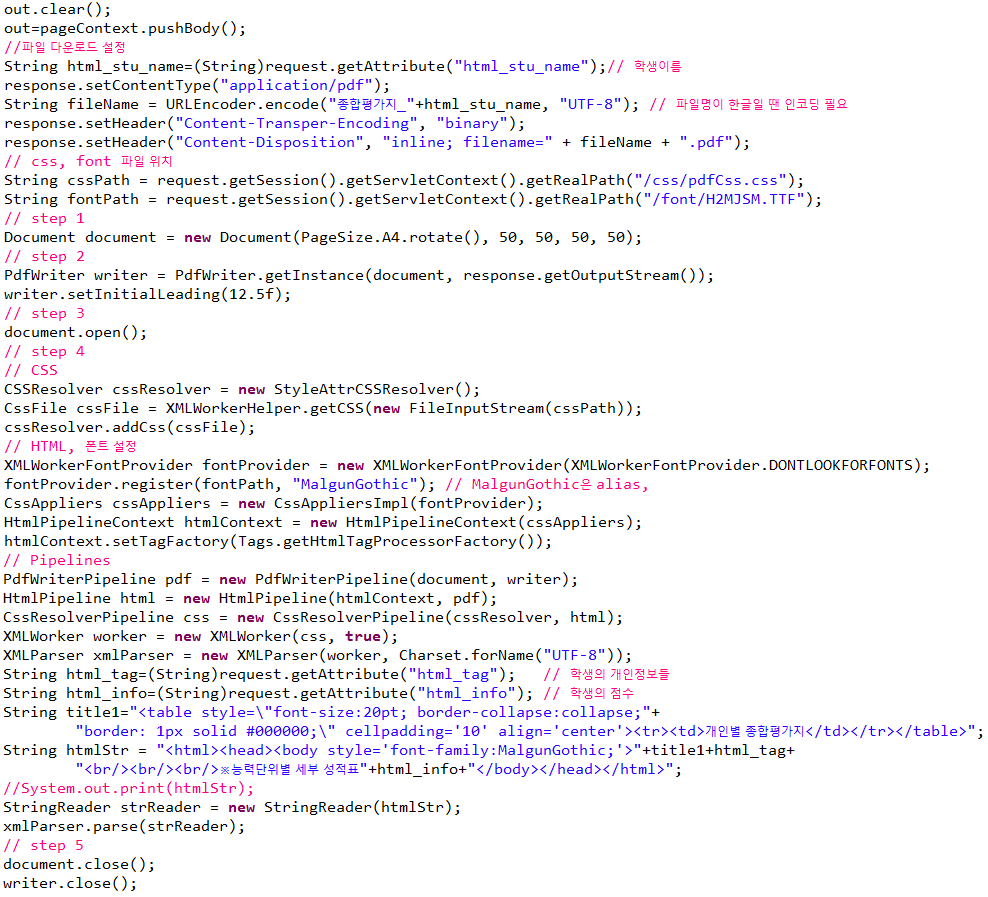 out.clear();
out=pageContext.pushBody();
//파일 다운로드 설정
String html_stu_name=(String)request.getAttribute("html_stu_name");// 학생이름
response.setContentType("application/pdf");
String fileName = URLEncoder.encode("종합평가지_"+html_stu_name, "UTF-8"); // 파일명이 한글일 땐 인코딩 필요
response.setHeader("Content-Transper-Encoding", "binary");
response.setHeader("Content-Disposition", "inline; filename=" + fileName + ".pdf");
// css, font 파일 위치
String cssPath = request.getSession().getServletContext().getRealPath("/css/pdfCss.css");
String fontPath = request.getSession().getServletContext().getRealPath("/font/H2MJSM.TTF");
// step 1
Document document = new Document(PageSize.A4.rotate(), 50, 50, 50, 50);
// step 2
PdfWriter writer = PdfWriter.getInstance(document, response.getOutputStream());
writer.setInitialLeading(12.5f);
// step 3
document.open();
// step 4
// CSS
CSSResolver cssResolver = new StyleAttrCSSResolver();
CssFile cssFile = XMLWorkerHelper.getCSS(new FileInputStream(cssPath));
cssResolver.addCss(cssFile);
// HTML, 폰트 설정
XMLWorkerFontProvider fontProvider = new XMLWorkerFontProvider(XMLWorkerFontProvider.DONTLOOKFORFONTS);
fontProvider.register(fontPath, "MalgunGothic"); // MalgunGothic은 alias,
CssAppliers cssAppliers = new CssAppliersImpl(fontProvider);
HtmlPipelineContext htmlContext = new HtmlPipelineContext(cssAppliers);
htmlContext.setTagFactory(Tags.getHtmlTagProcessorFactory());
// Pipelines
PdfWriterPipeline pdf = new PdfWriterPipeline(document, writer);
HtmlPipeline html = new HtmlPipeline(htmlContext, pdf);
CssResolverPipeline css = new CssResolverPipeline(cssResolver, html);
XMLWorker worker = new XMLWorker(css, true);
XMLParser xmlParser = new XMLParser(worker, Charset.forName("UTF-8"));
String html_tag=(String)request.getAttribute("html_tag");   // 학생의 개인정보들
String html_info=(String)request.getAttribute("html_info"); // 학생의 점수
String title1="<table style=\"font-size:20pt; border-collapse:collapse;"+
"border: 1px solid #000000;\" cellpadding='10' align='center'><tr><td>개인별 종합평가지</td></tr></table>";
String htmlStr = "<html><head><body style='font-family:MalgunGothic;'>"+title1+html_tag+
"<br/><br/><br/>※능력단위별 세부 성적표"+html_info+"</body></head></html>";
//System.out.print(htmlStr);
StringReader strReader = new StringReader(htmlStr);
xmlParser.parse(strReader);
// step 5
document.close();
writer.close();